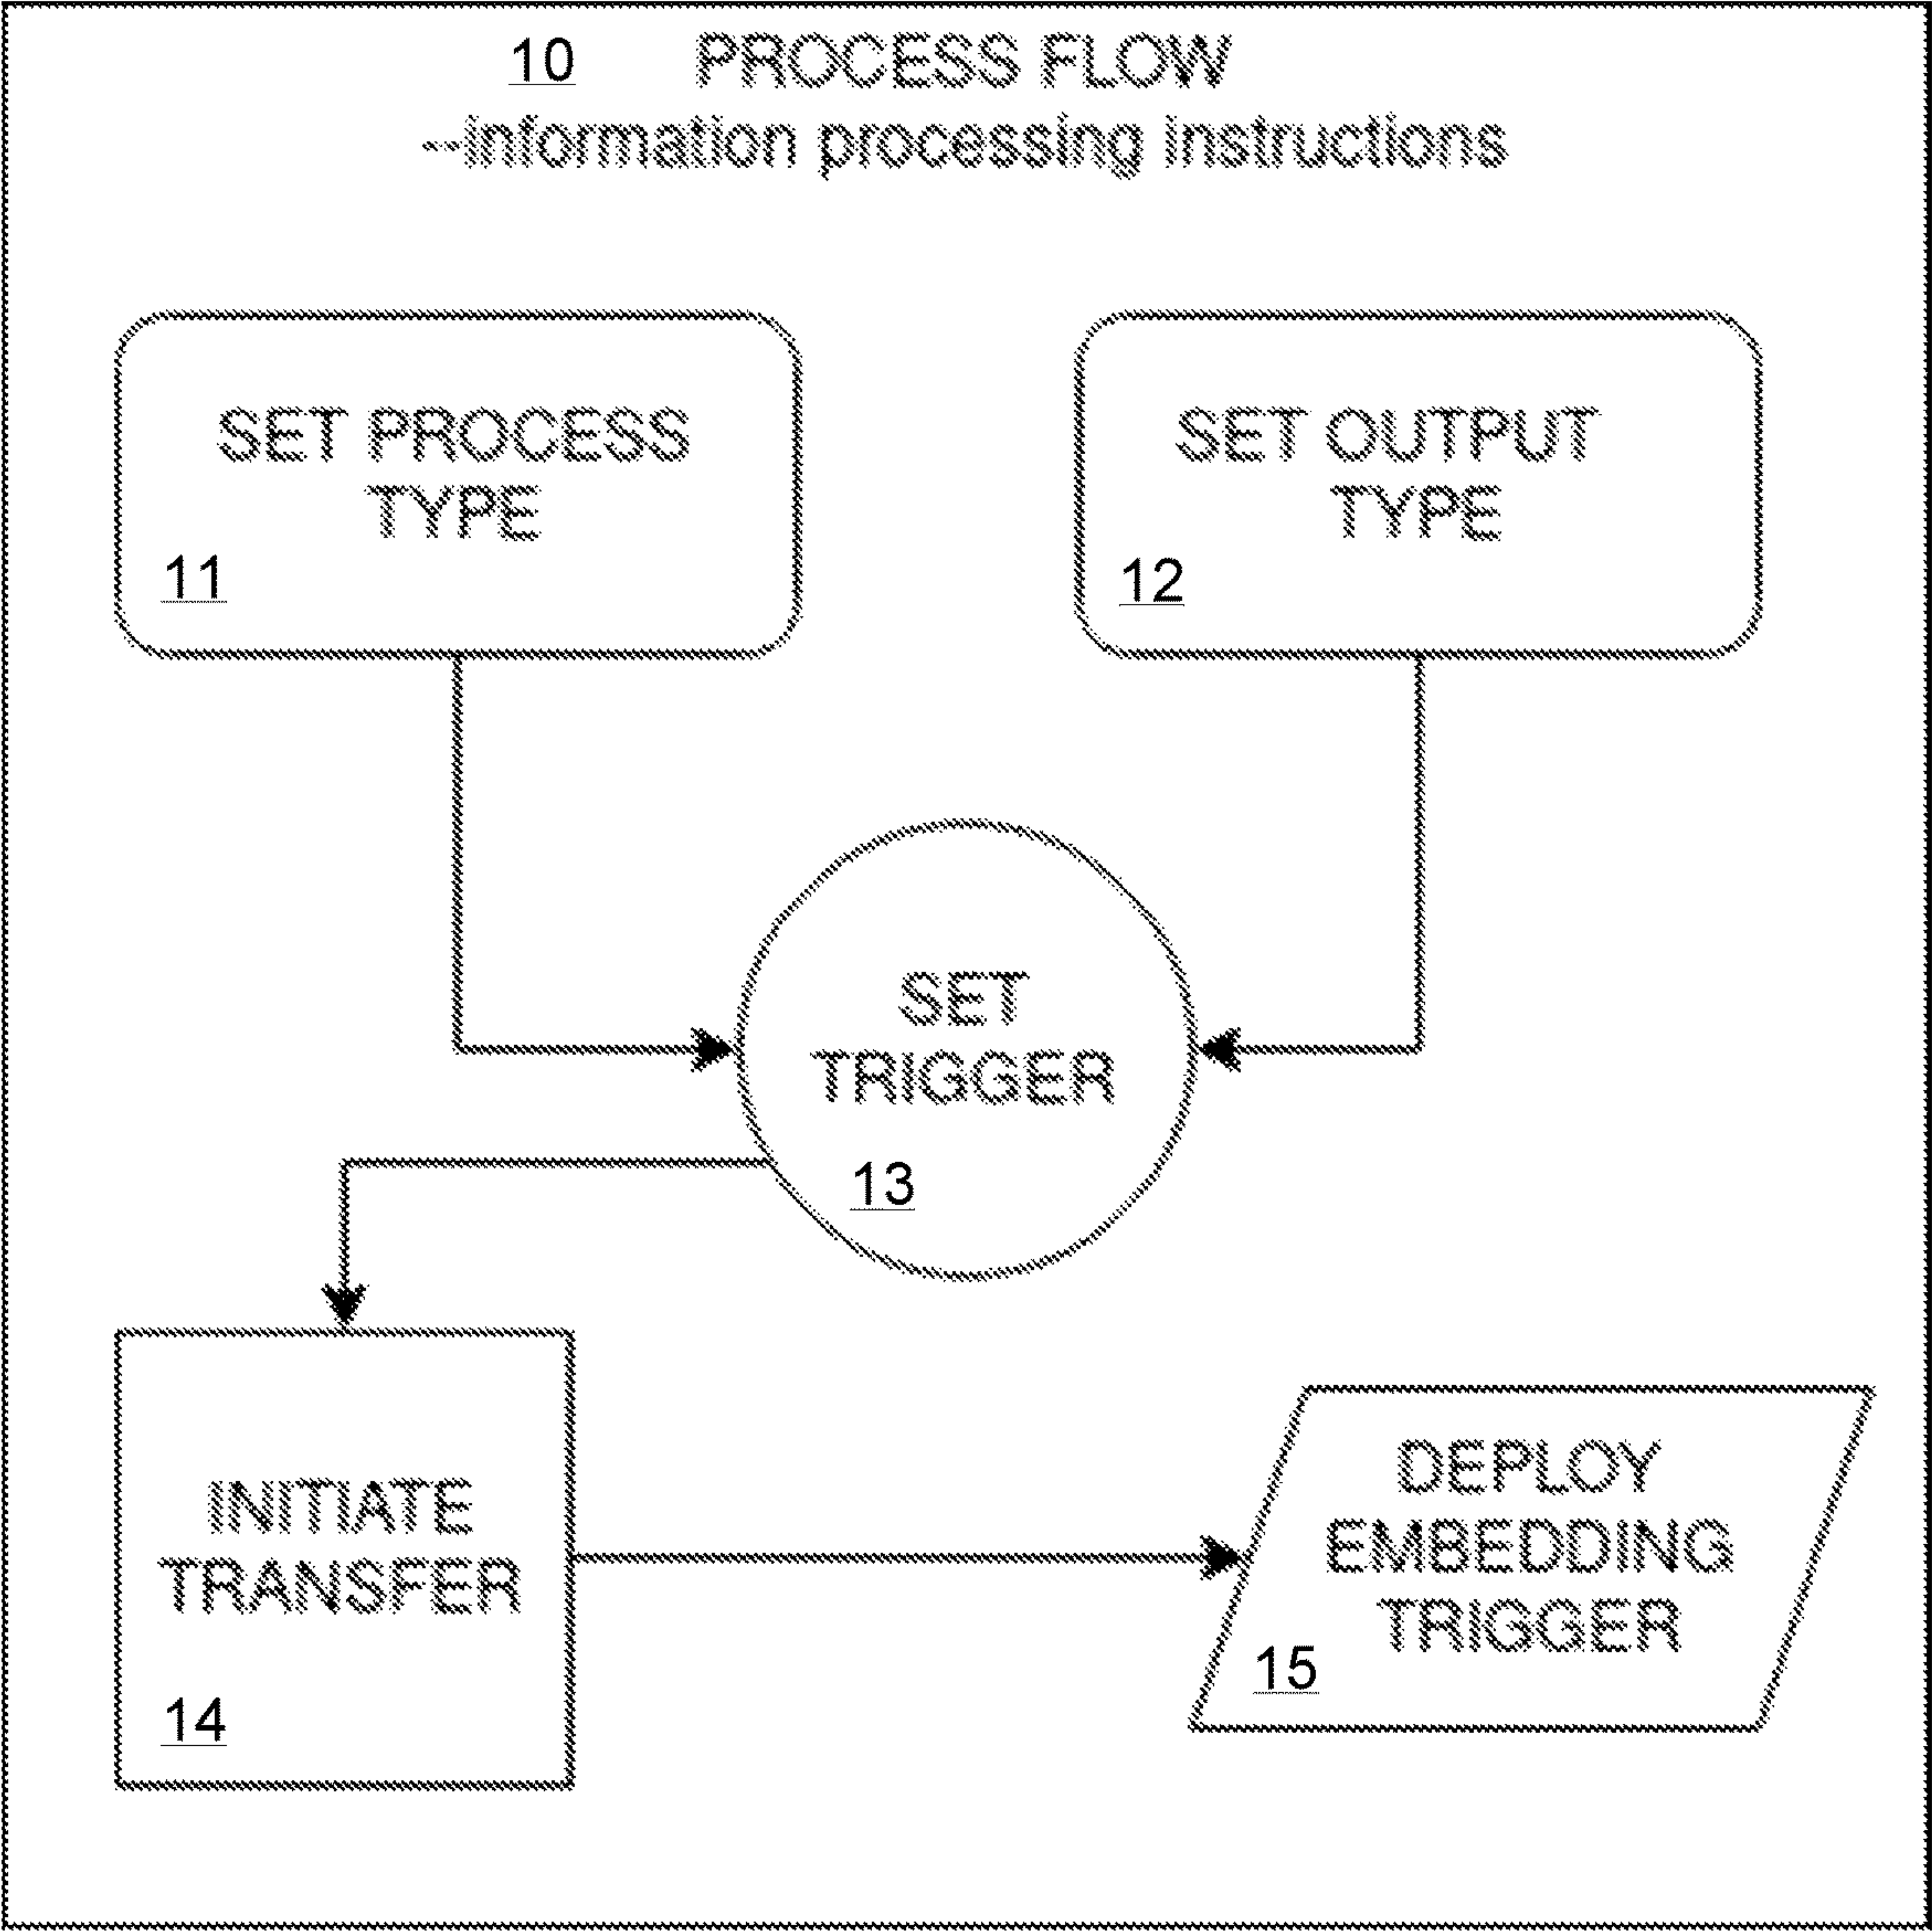 10 PROCESS FLOW
--information processing instructions
SET PROCESS
TYPE
11
SET OUTPUT
TYPE
12
SET
TRIGGER
13
INITIATE
TRANSFER
14
DEPLOY
EMBEDDING
TRIGGER
15